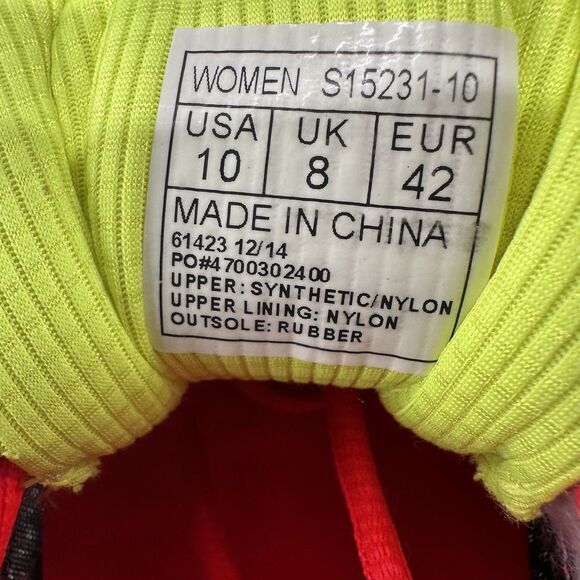 WOMEN S15231-10
USA UK EUR
10 8 42
MADE IN CHINA
61423 12/14
PO#4700302400
UPPER: SYNTHETIC/NYLON
UPPER LINING: NYLON
OUTSOLE: RUBBER